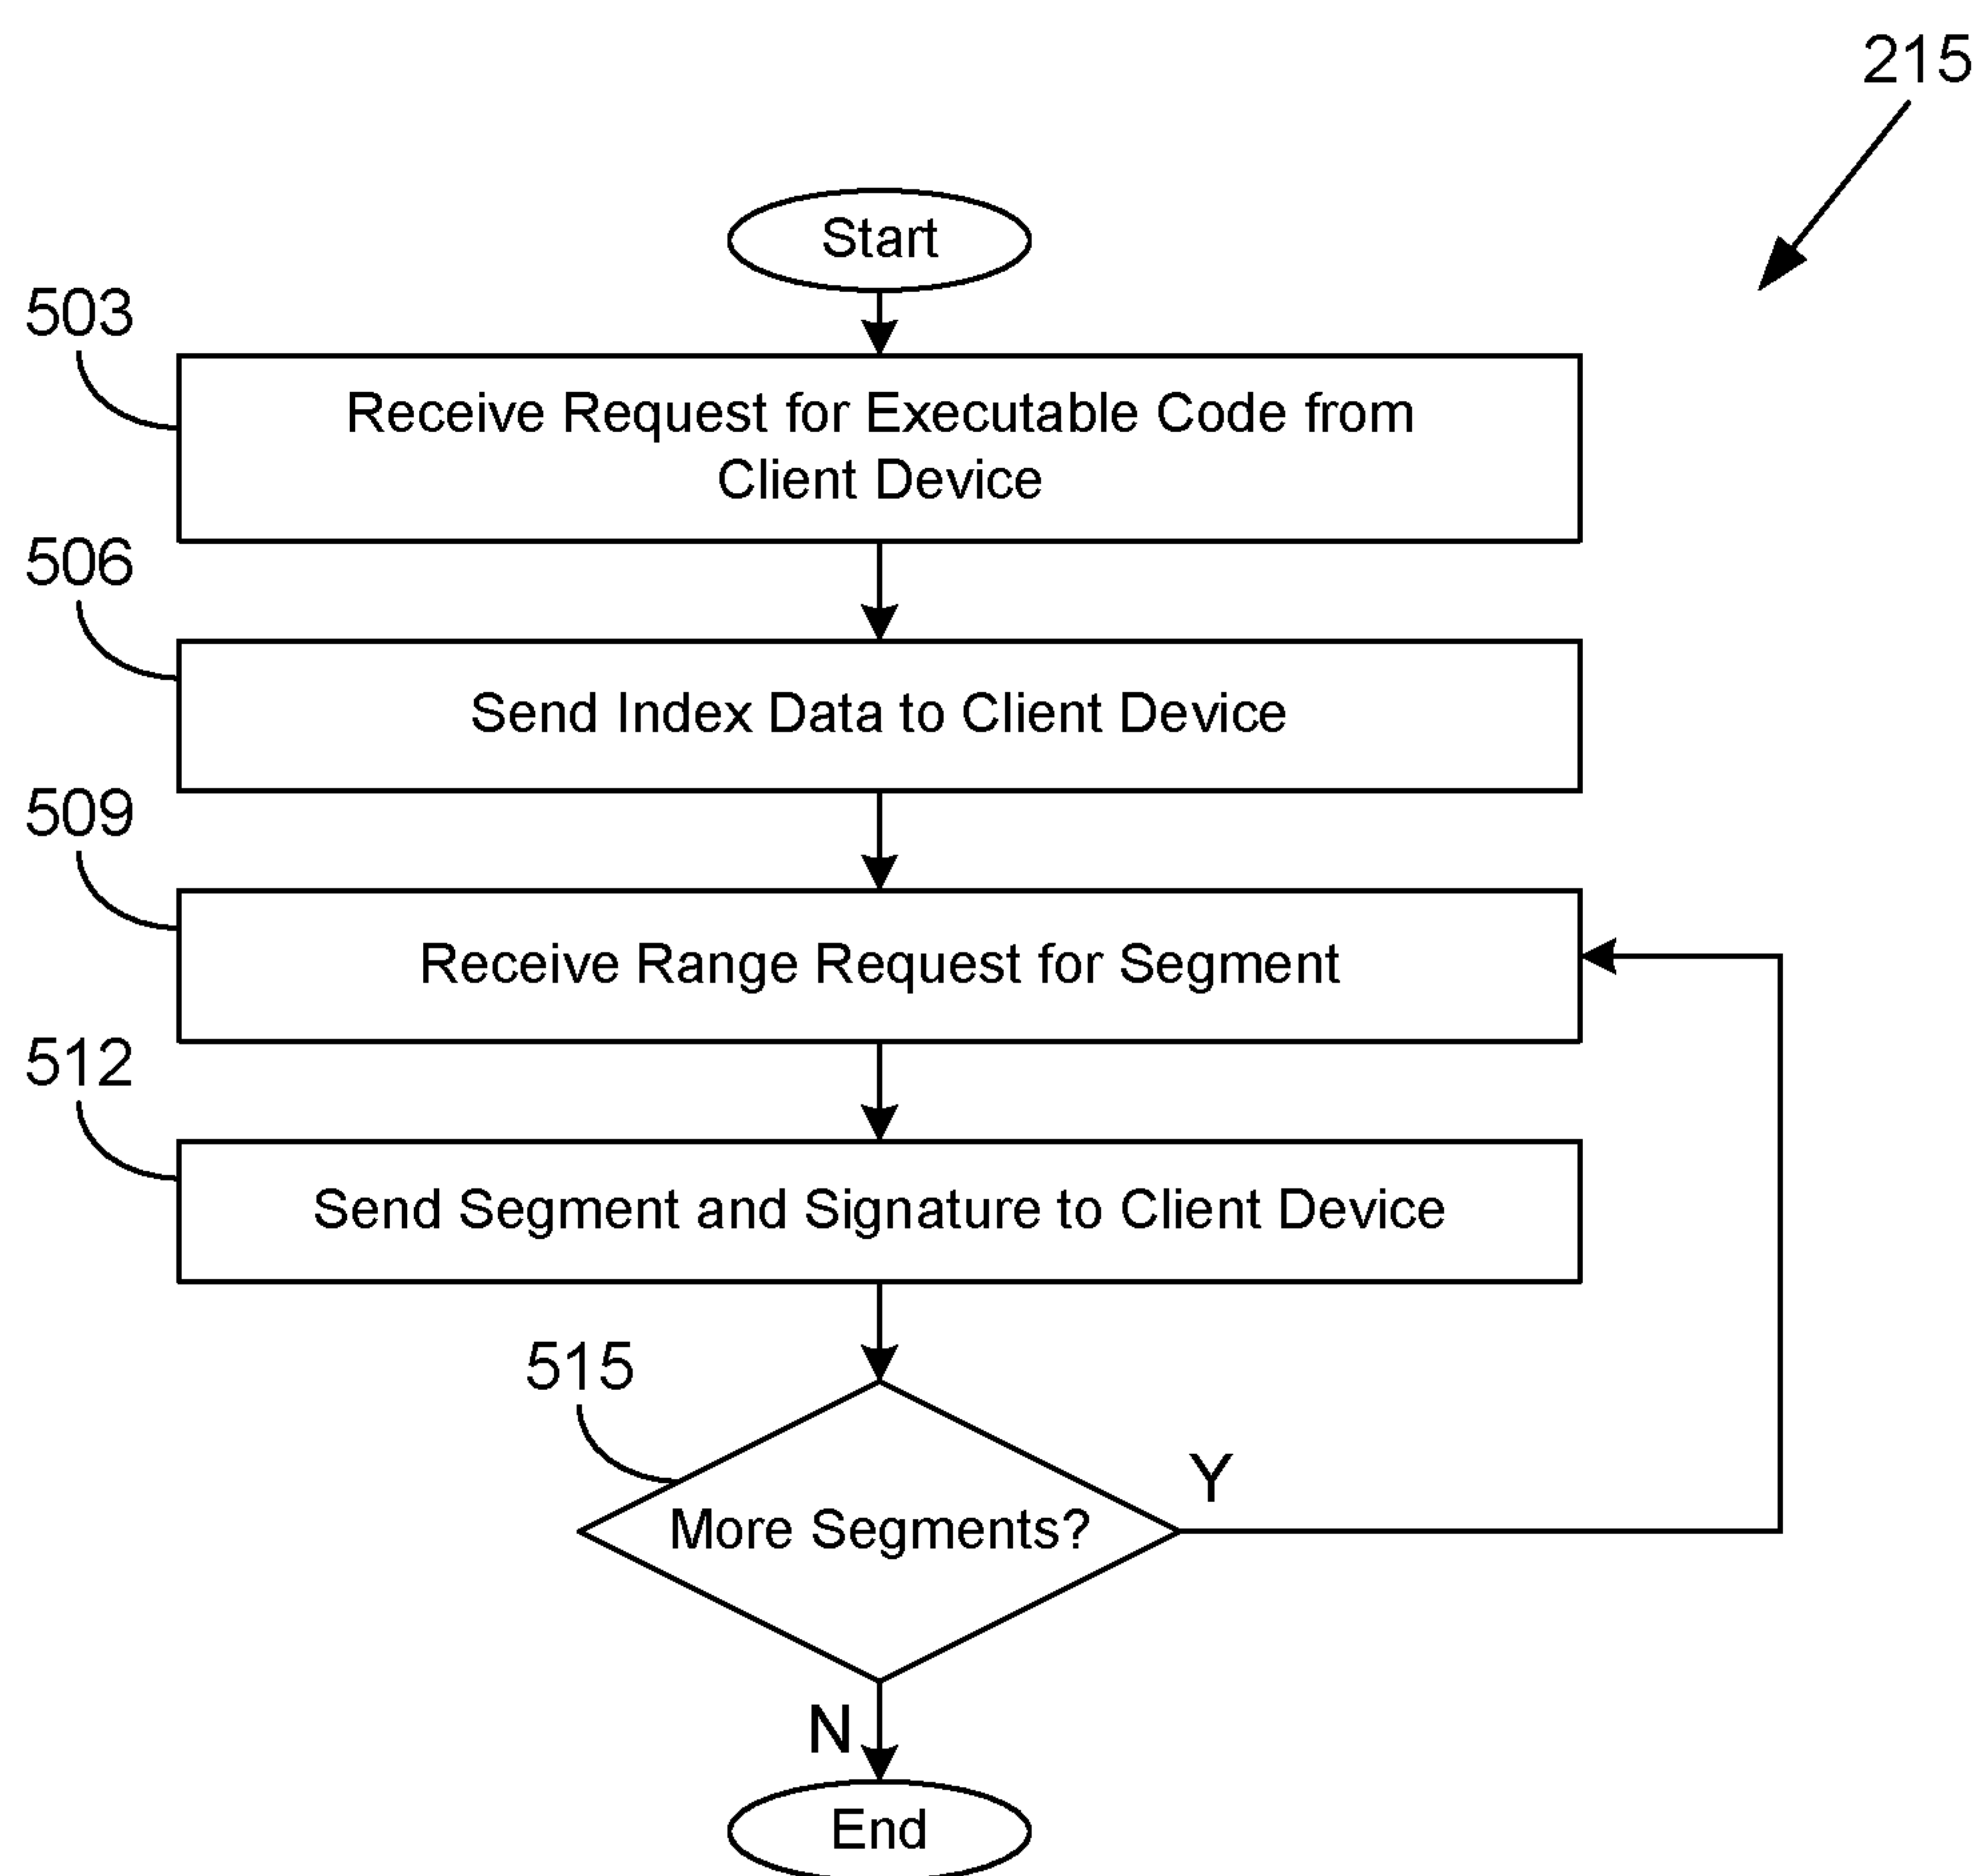 215
Start
503
Receive Request for Executable Code from
Client Device
506
Send Index Data to Client Device
509
Receive Range Request for Segment
512
Send Segment and Signature to Client Device
515
More Segments?
Y
N
End